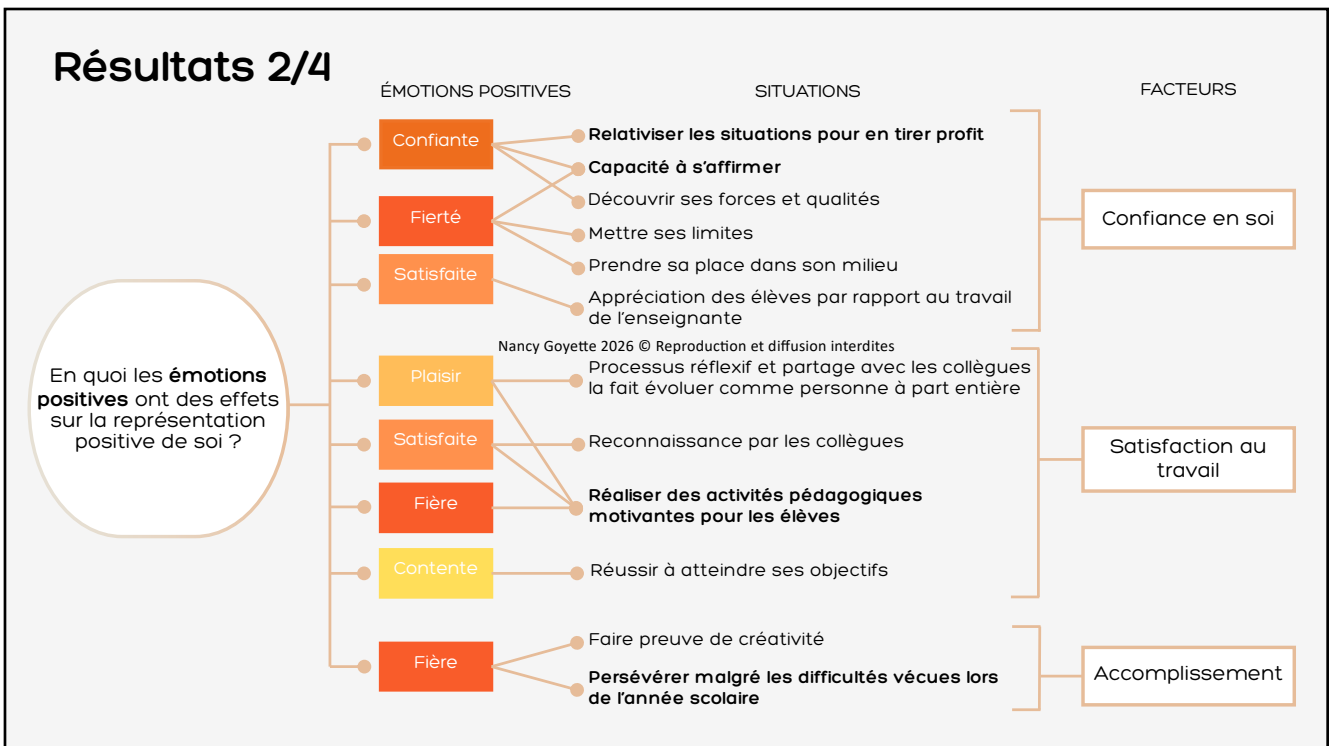 Résultats 2/4
ÉMOTIONS POSITIVES
SITUATIONS
FACTEURS
En quoi les émotions
positives ont des effets
sur la représentation
positive de soi ?
Confiante
Fierté
Satisfaite
Relativiser les situations pour en tirer profit
Capacité à s'affirmer
Découvrir ses forces et qualités
Mettre ses limites
Prendre sa place dans son milieu
Appréciation des élèves par rapport au travail
de l'enseignante
Confiance en soi
Nancy Goyette 2026 © Reproduction et diffusion interdites
Plaisir
Satisfaite
Fière
Contente
Processus réflexif et partage avec les collègues
la fait évoluer comme personne à part entière
Reconnaissance par les collègues
Réaliser des activités pédagogiques
motivantes pour les élèves
Réussir à atteindre ses objectifs
Satisfaction au
travail
Fière
Faire preuve de créativité
Persévérer malgré les difficultés vécues lors
de l'année scolaire
Accomplissement